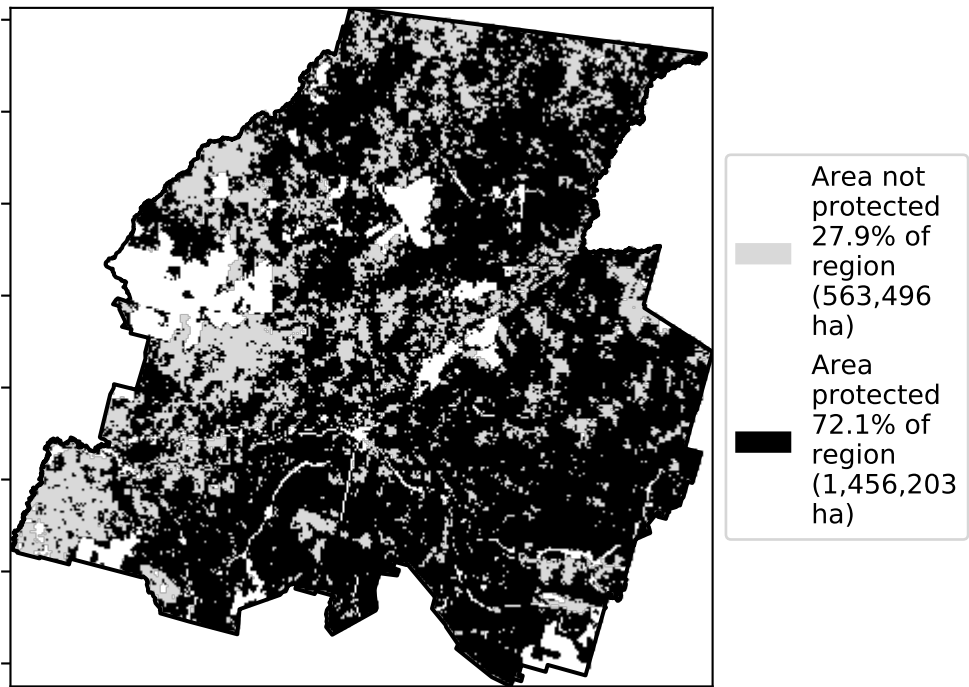 Area not
protected
27.9% of
region
(563,496
ha)
Area
protected
72.1% of
region
(1,456,203
ha)